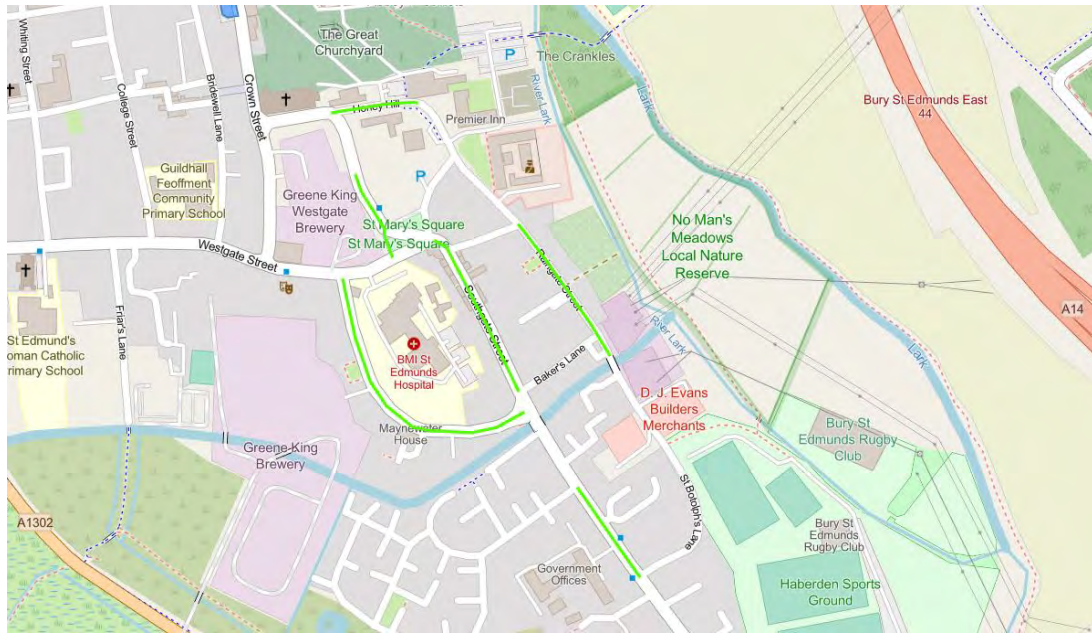 Whiting Street
College Street
Bridewell Lane
Crown Street
The Great
Churchyard
Honey Hill
P
The Crankles
River Lark
Lark
Premier Inn
Bury St Edmunds East
44
Guildhall
Feoffment
Community
Primary School
Greene King
Westgate
Brewery
P
St Mary's Square
St Mary's Square
Westgate Street
No Man's
Meadows
Local Nature
Reserve
Raingate Street
Southgate Street
A14
Friar's Lane
St Edmund's
oman Catholic
Primary School
BMI St
Edmunds
Hospital
River Lark
Lark
Baker's Lane
D. J. Evans
Builders
Merchants
Maynewater
House
Greene King
Brewery
Bury St
Edmunds Rugby
Club
St Botolph's Lane
A1302
Bury St
Edmunds
Rugby Club
Government
Offices
Haberden Sports
Ground